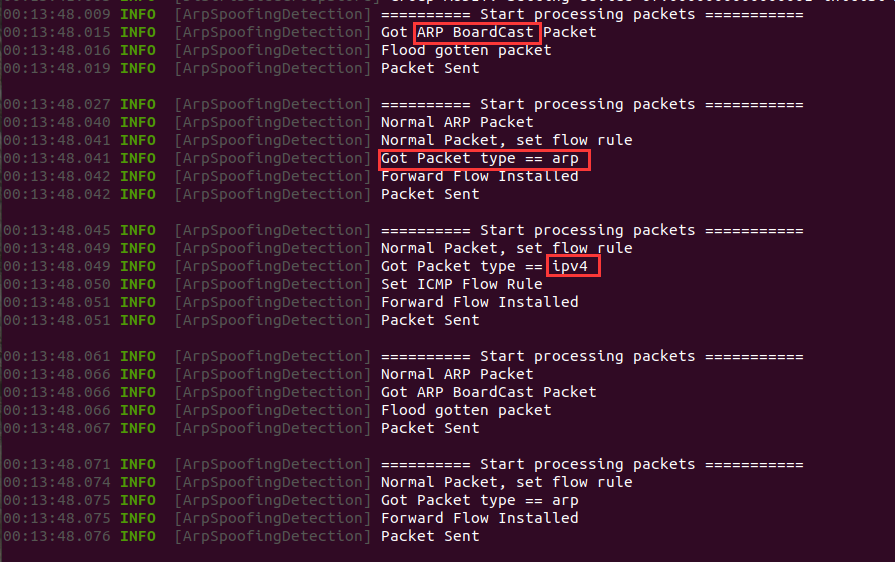 00:13:48.009 INFO [ArpSpoofingDetection] ========== Start processing packets ===========
00:13:48.015 INFO [ArpSpoofingDetection] Got ARP BoardCast Packet
00:13:48.016 INFO [ArpSpoofingDetection] Flood gotten packet
00:13:48.019 INFO [ArpSpoofingDetection] Packet Sent
00:13:48.027 INFO [ArpSpoofingDetection] ========== Start processing packets ===========
00:13:48.040 INFO [ArpSpoofingDetection] Normal ARP Packet
00:13:48.041 INFO [ArpSpoofingDetection] Normal Packet, set flow rule
00:13:48.041 INFO [ArpSpoofingDetection] Got Packet type == arp
00:13:48.042 INFO [ArpSpoofingDetection] Forward Flow Installed
00:13:48.042 INFO [ArpSpoofingDetection] Packet Sent
00:13:48.045 INFO [ArpSpoofingDetection] ========== Start processing packets ===========
00:13:48.049 INFO [ArpSpoofingDetection] Normal Packet, set flow rule
00:13:48.049 INFO [ArpSpoofingDetection] Got Packet type == ipv4
00:13:48.050 INFO [ArpSpoofingDetection] Set ICMP Flow Rule
00:13:48.051 INFO [ArpSpoofingDetection] Forward Flow Installed
00:13:48.051 INFO [ArpSpoofingDetection] Packet Sent
00:13:48.061 INFO [ArpSpoofingDetection] ========== Start processing packets ===========
00:13:48.066 INFO [ArpSpoofingDetection] Normal ARP Packet
00:13:48.066 INFO [ArpSpoofingDetection] Got ARP BoardCast Packet
00:13:48.066 INFO [ArpSpoofingDetection] Flood gotten packet
00:13:48.067 INFO [ArpSpoofingDetection] Packet Sent
00:13:48.071 INFO [ArpSpoofingDetection] ========== Start processing packets ===========
00:13:48.074 INFO [ArpSpoofingDetection] Normal Packet, set flow rule
00:13:48.075 INFO [ArpSpoofingDetection] Got Packet type == arp
00:13:48.075 INFO [ArpSpoofingDetection] Forward Flow Installed
00:13:48.076 INFO [ArpSpoofingDetection] Packet Sent